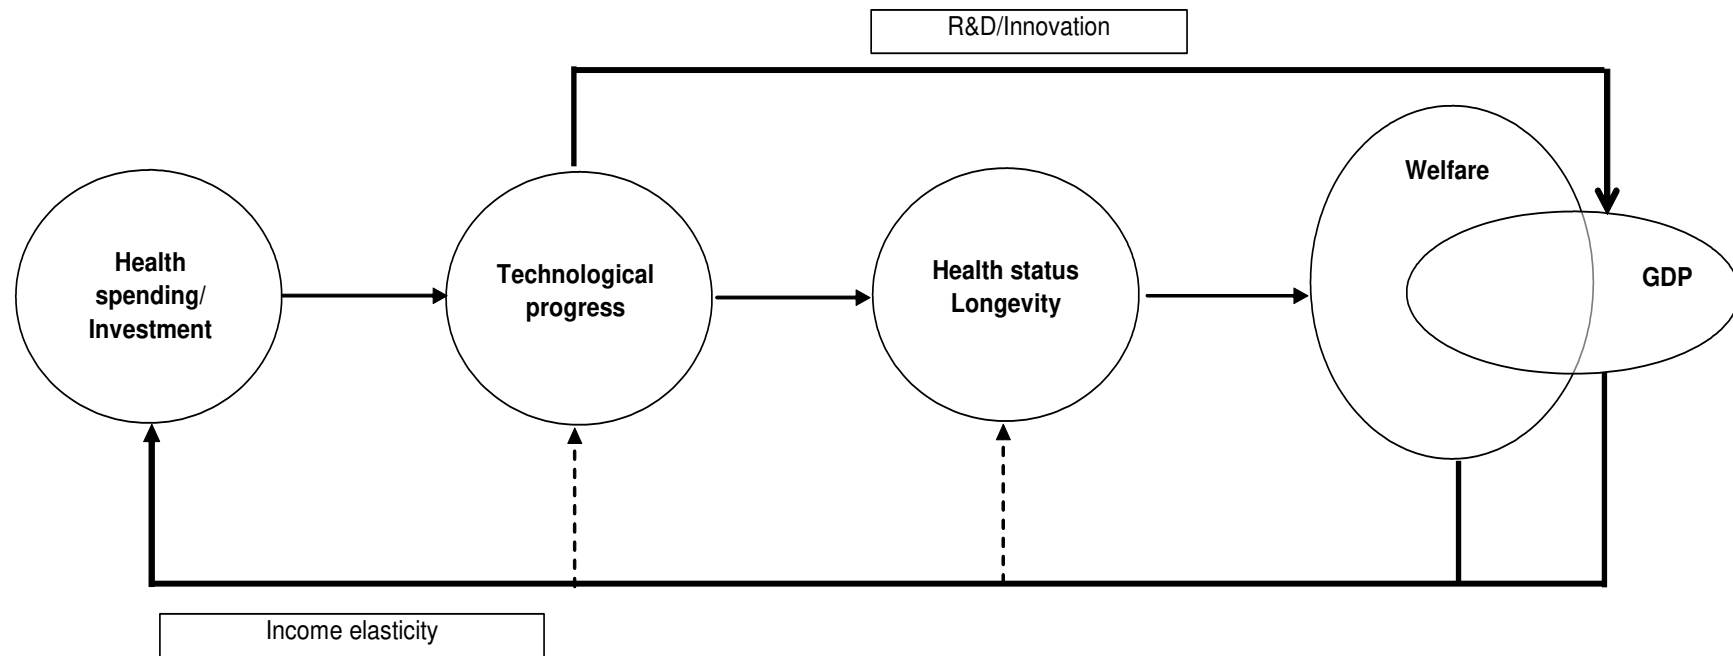 R&D/Innovation
Health
spending/
Investment
Technological
progress
Health status
Longevity
Welfare
GDP
Income elasticity